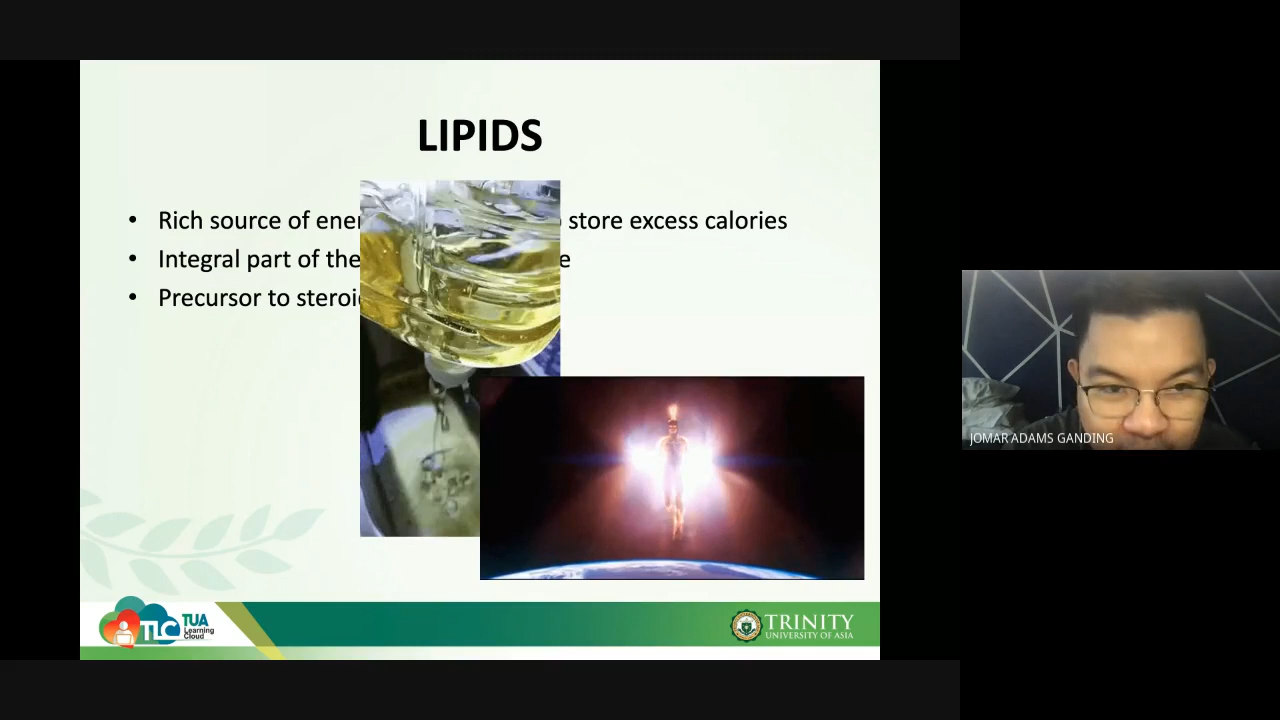 LIPIDS
• Rich source of ener store excess calories
• Integral part of the e
• Precursor to steroi
JOMAR ADAMS GANDING
TLC TUA
Learning
Cloud
TRINITY
UNIVERSITY OF ASIA